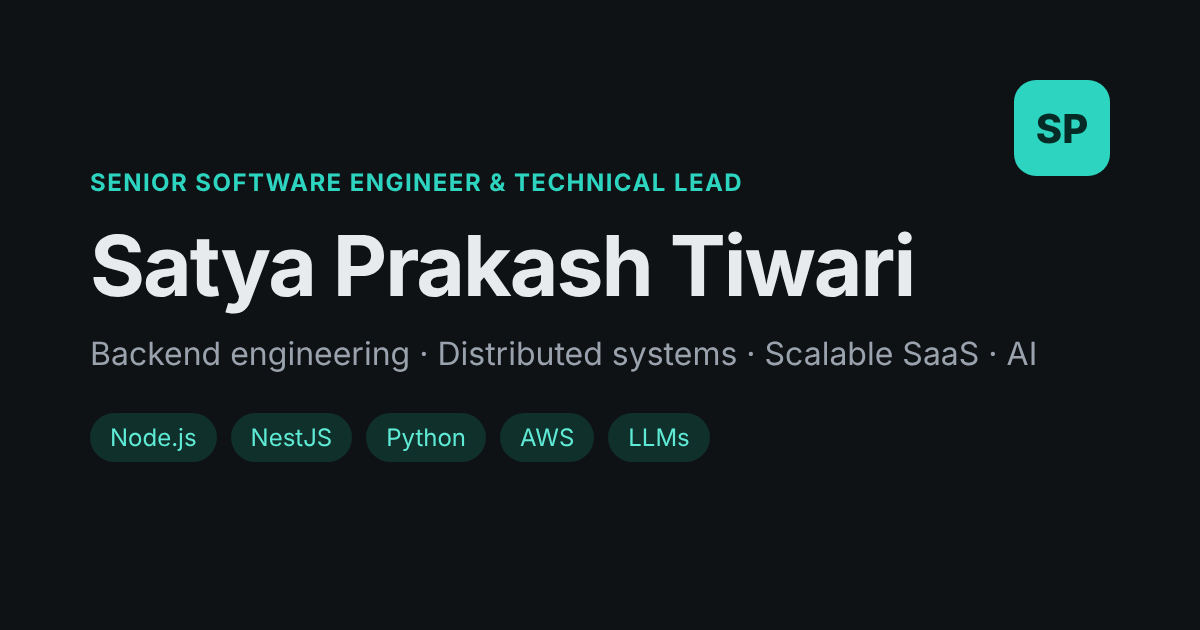 SP
SENIOR SOFTWARE ENGINEER & TECHNICAL LEAD
Satya Prakash Tiwari
Backend engineering · Distributed systems · Scalable SaaS · AI
Node.js NestJS Python AWS LLMs